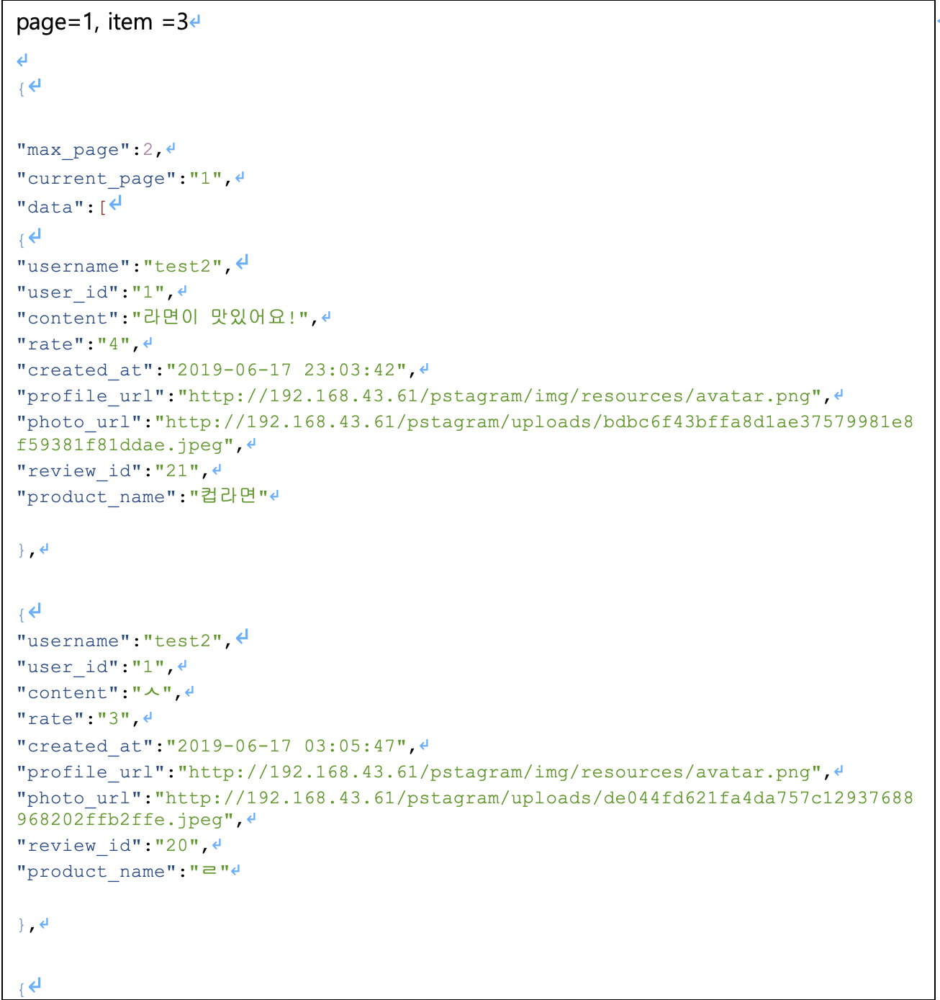 page=1, item =3
{
"max_page":2,
"current_page":"1",
"data":[
{
"username":"test2",
"user_id":"1",
"content":"라면이 맛있어요!",
"rate":"4",
"created_at":"2019-06-17 23:03:42",
"profile_url":"http://192.168.43.61/pstagram/img/resources/avatar.png",
"photo_url":"http://192.168.43.61/pstagram/uploads/bdbc6f43bffa8d1ae37579981e8
f59381f81ddae.jpeg",
"review_id":"21",
"product_name":"컵라면"
},
{
"username":"test2",
"user_id":"1",
"content":"ㅅ",
"rate":"3",
"created_at":"2019-06-17 03:05:47",
"profile_url":"http://192.168.43.61/pstagram/img/resources/avatar.png",
"photo_url":"http://192.168.43.61/pstagram/uploads/de044fd621fa4da757c12937688
968202ffb2ffe.jpeg",
"review_id":"20",
"product_name":"ㄹ"
},
{